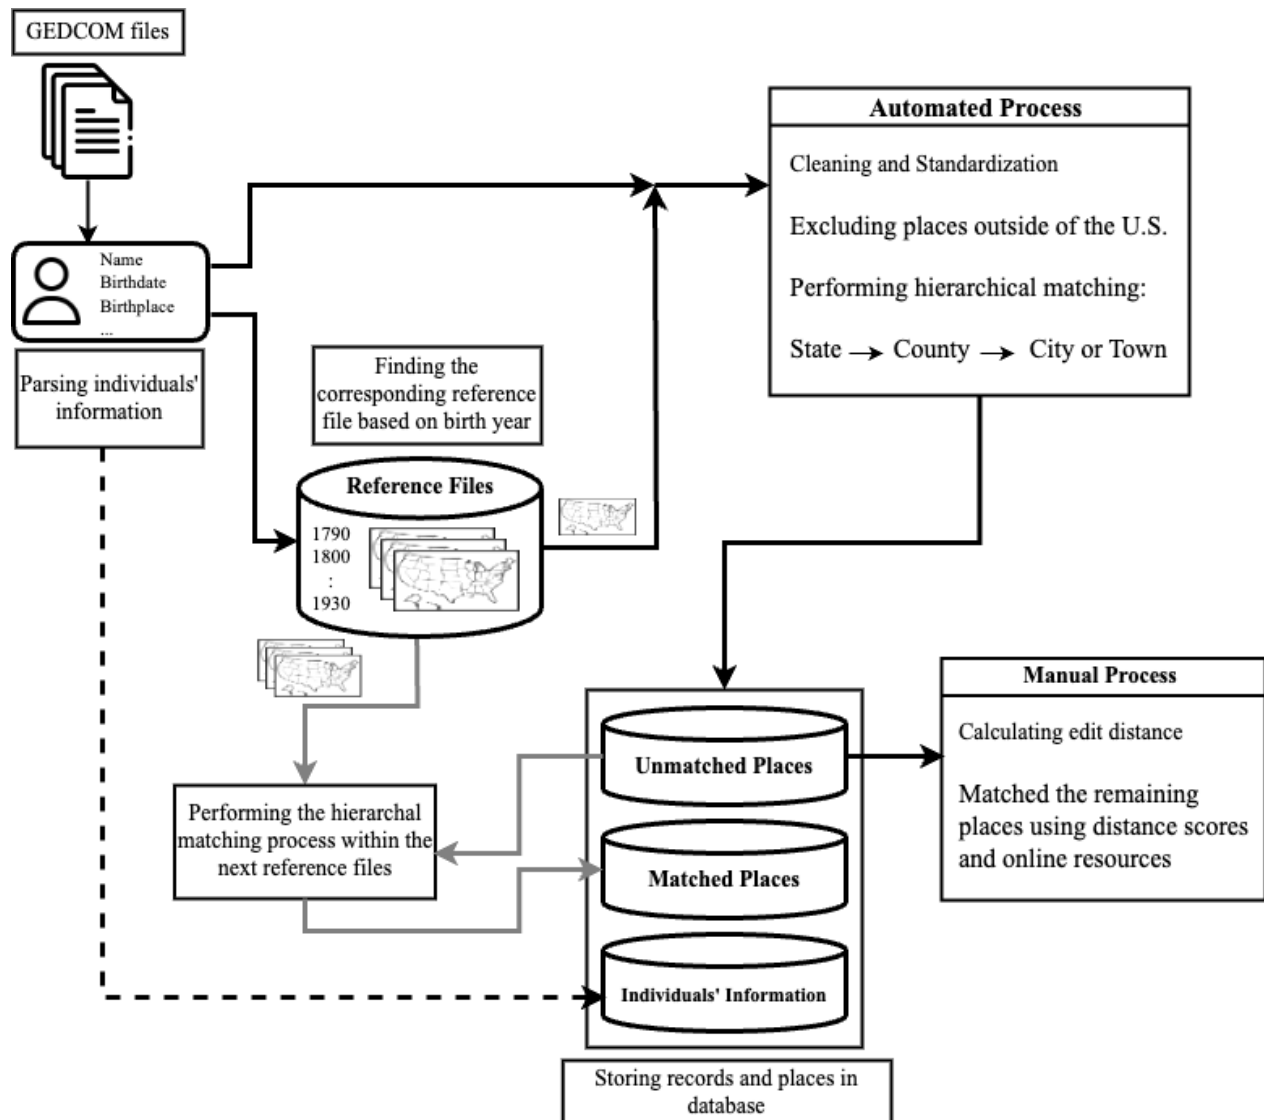 GEDCOM files
Name
Birthdate
Birthplace
...
Parsing individuals'
information
Finding the
corresponding reference
file based on birth year
Reference Files
1790
1800
:
1930
Automated Process
Cleaning and Standardization
Excluding places outside of the U.S.
Performing hierarchical matching:
State → County → City or Town
Performing the hierarchal
matching process within the
next reference files
Unmatched Places
Matched Places
Individuals' Information
Storing records and places in
database
Manual Process
Calculating edit distance
Matched the remaining
places using distance scores
and online resources